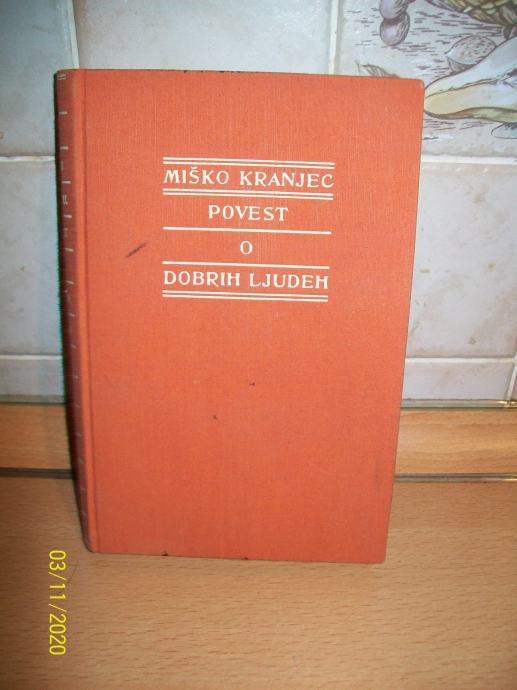 MIŠKO KRANJEC
POVEST
O
DOBRIH LJUDEH
03/11/2020